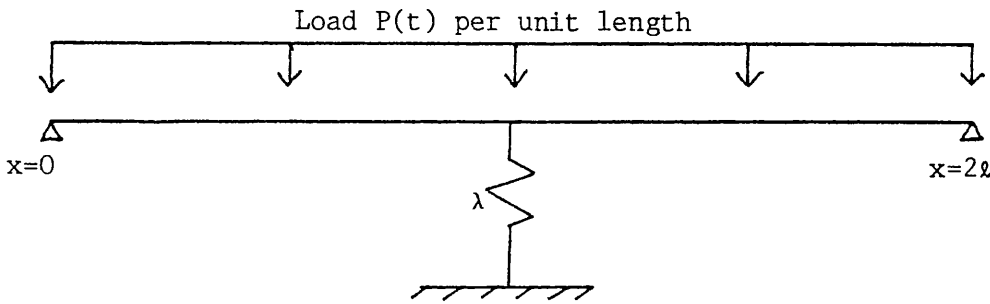 Load P(t) per unit length
x=0
x=2ℓ
λ